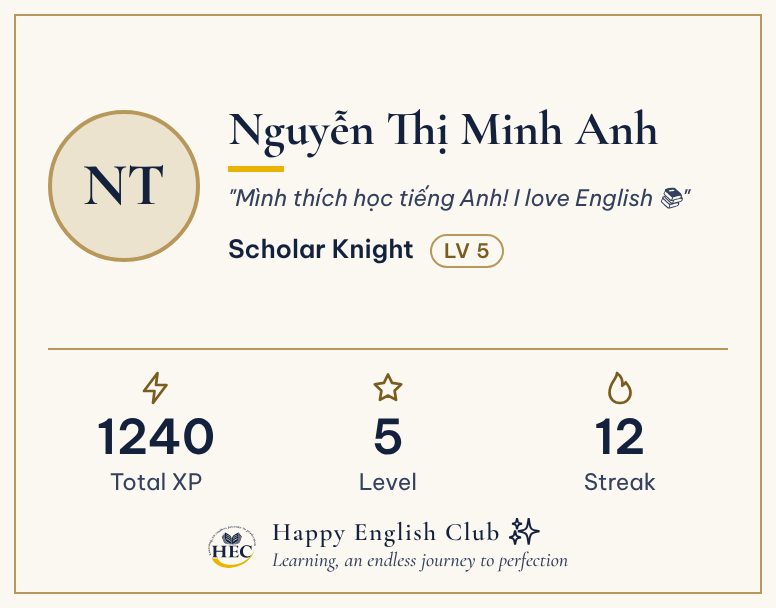 NT
Nguyễn Thị Minh Anh
"Mình thích học tiếng Anh! I love English 📚"
Scholar Knight LV 5
1240 5 12
Total XP Level Streak
HEC
Happy English Club
Learning, an endless journey to perfection